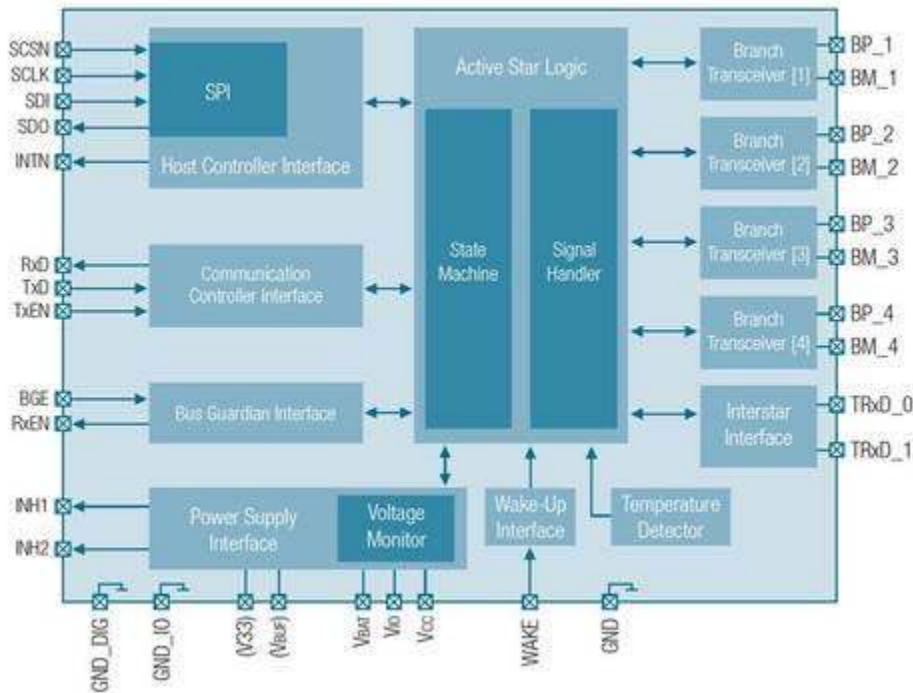 SCSN
SCLK
SDI
SDO
INTN
SPI
Host Controller Interface
RxD
TxD
TxEN
Communication
Controller Interface
BGE
RxEN
Bus Guardian Interface
INH1
INH2
Power Supply
Interface
Voltage
Monitor
Active Star Logic
State
Machine
Signal
Handler
Wake-Up
Interface
Temperature
Detector
Branch
Transceiver [1]
BP_1
BM_1
Branch
Transceiver [2]
BP_2
BM_2
Branch
Transceiver [3]
BP_3
BM_3
Branch
Transceiver [4]
BP_4
BM_4
Interstar
Interface
TRxD_0
TRxD_1
GND_DIG
GND_IO
(V33)
(VBUF)
VBAT
VIO
VCC
WAKE
GND